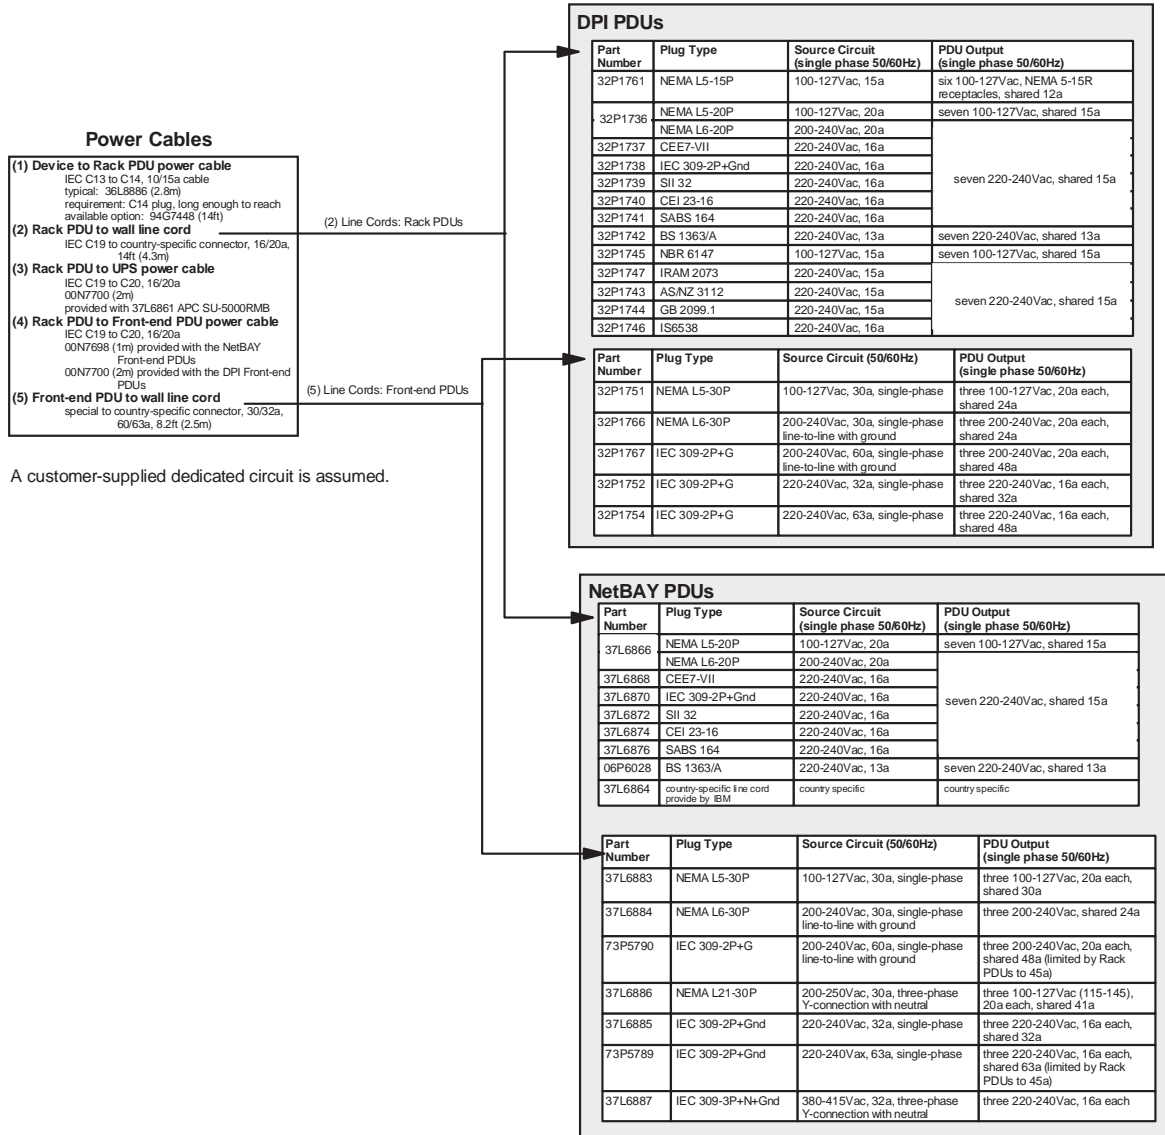 Power Cables
(1) Device to Rack PDU power cable
IEC C13 to C14, 10/15a cable
typical: 36L8886 (2.8m)
requirement: C14 plug, long enough to reach
available option: 94G7448 (14ft)
(2) Rack PDU to wall line cord
IEC C19 to country-specific connector, 16/20a,
14ft (4.3m)
(3) Rack PDU to UPS power cable
IEC C19 to C20, 16/20a
00N7700 (2m)
provided with 37L6861 APC SU-5000RMB
(4) Rack PDU to Front-end PDU power cable
IEC C19 to C20, 16/20a
00N7698 (1m) provided with the NetBAY
Front-end PDUs
00N7700 (2m) provided with the DPI Front-end
PDUs
(5) Front-end PDU to wall line cord
special to country-specific connector, 30/32a,
60/63a, 8.2ft (2.5m)
A customer-supplied dedicated circuit is assumed.
(2) Line Cords: Rack PDUs
(5) Line Cords: Front-end PDUs
DPI PDUs
Part Number Plug Type Source Circuit (single phase 50/60Hz) PDU Output (single phase 50/60Hz)
32P1761 NEMA L5-15P 100-127Vac, 15a six 100-127Vac, NEMA 5-15R
receptacles, shared 12a
32P1736 NEMA L5-20P 100-127Vac, 20a seven 100-127Vac, shared 15a
NEMA L6-20P 200-240Vac, 20a
32P1737 CEE7-VII 220-240Vac, 16a
32P1738 IEC 309-2P+Gnd 220-240Vac, 16a
32P1739 SII 32 220-240Vac, 16a seven 220-240Vac, shared 15a
32P1740 CEI 23-16 220-240Vac, 16a
32P1741 SABS 164 220-240Vac, 16a
32P1742 BS 1363/A 220-240Vac, 13a seven 220-240Vac, shared 13a
32P1745 NBR 6147 100-127Vac, 15a seven 100-127Vac, shared 15a
32P1747 IRAM 2073 220-240Vac, 15a
32P1743 AS/NZ 3112 220-240Vac, 15a seven 220-240Vac, shared 15a
32P1744 GB 2099.1 220-240Vac, 15a
32P1746 IS6538 220-240Vac, 16a
Part Number Plug Type Source Circuit (50/60Hz) PDU Output (single phase 50/60Hz)
32P1751 NEMA L5-30P 100-127Vac, 30a, single-phase three 100-127Vac, 20a each,
shared 24a
32P1766 NEMA L6-30P 200-240Vac, 30a, single-phase three 200-240Vac, 20a each,
line-to-line with ground shared 24a
32P1767 IEC 309-2P+G 200-240Vac, 60a, single-phase three 200-240Vac, 20a each,
line-to-line with ground shared 48a
32P1752 IEC 309-2P+G 220-240Vac, 32a, single-phase three 220-240Vac, 16a each,
shared 32a
32P1754 IEC 309-2P+G 220-240Vac, 63a, single-phase three 220-240Vac, 16a each,
shared 48a
NetBAY PDUs
Part Number Plug Type Source Circuit (single phase 50/60Hz) PDU Output (single phase 50/60Hz)
37L6866 NEMA L5-20P 100-127Vac, 20a seven 100-127Vac, shared 15a
NEMA L6-20P 200-240Vac, 20a
37L6868 CEE7-VII 220-240Vac, 16a
37L6870 IEC 309-2P+Gnd 220-240Vac, 16a seven 220-240Vac, shared 15a
37L6872 SII 32 220-240Vac, 16a
37L6874 CEI 23-16 220-240Vac, 16a
37L6876 SABS 164 220-240Vac, 16a
06P6028 BS 1363/A 220-240Vac, 13a seven 220-240Vac, shared 13a
37L6864 country-specific line cord country specific country specific
provide by IBM
Part Number Plug Type Source Circuit (50/60Hz) PDU Output (single phase 50/60Hz)
37L6883 NEMA L5-30P 100-127Vac, 30a, single-phase three 100-127Vac, 20a each,
shared 30a
37L6884 NEMA L6-30P 200-240Vac, 30a, single-phase three 200-240Vac, shared 24a
line-to-line with ground
73P5790 IEC 309-2P+G 200-240Vac, 60a, single-phase three 200-240Vac, 20a each,
line-to-line with ground shared 48a (limited by Rack
PDUs to 45a)
37L6886 NEMA L21-30P 200-250Vac, 30a, three-phase three 100-127Vac (115-145),
Y-connection with neutral 20a each, shared 41a
37L6885 IEC 309-2P+Gnd 220-240Vac, 32a, single-phase three 220-240Vac, 16a each,
shared 32a
73P5789 IEC 309-2P+Gnd 220-240Vax, 63a, single-phase three 220-240Vac, 16a each,
shared 63a (limited by Rack
PDUs to 45a)
37L6887 IEC 309-3P+N+Gnd 380-415Vac, 32a, three-phase three 220-240Vac, 16a each
Y-connection with neutral